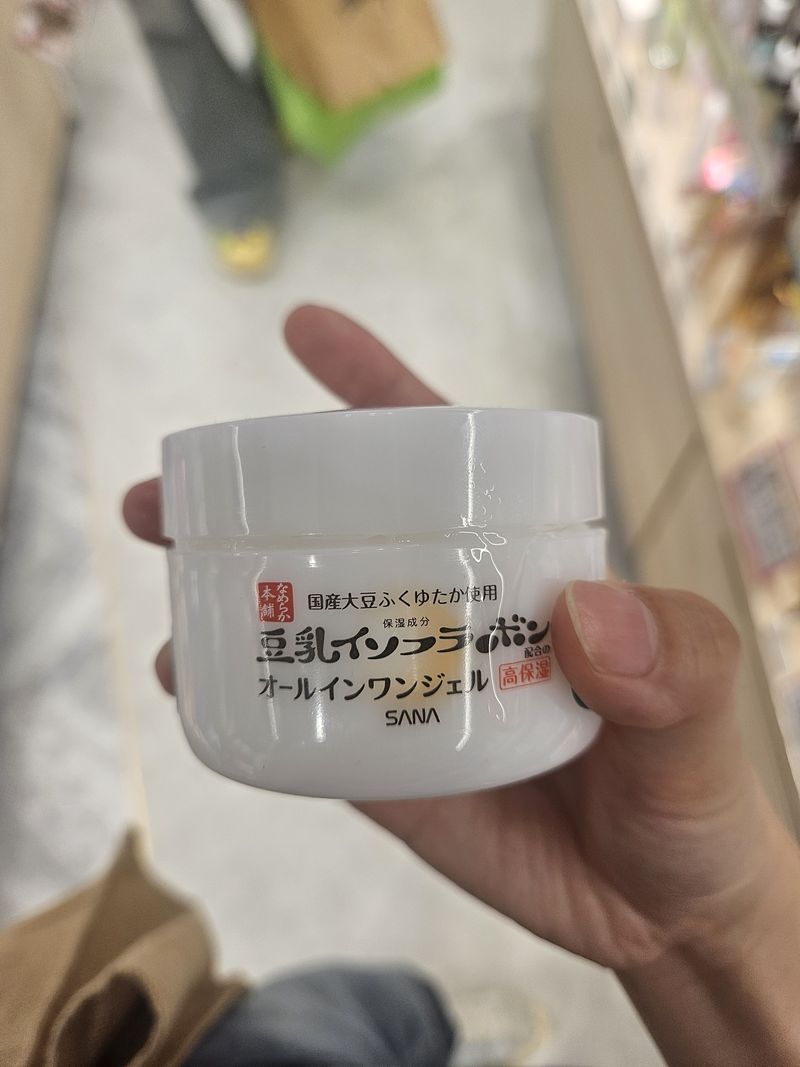 なめらか
本舗
国産大豆ふくゆたか使用
保湿成分
豆乳イソフラボン
配合の
オールインワンジェル
高保湿
SANA